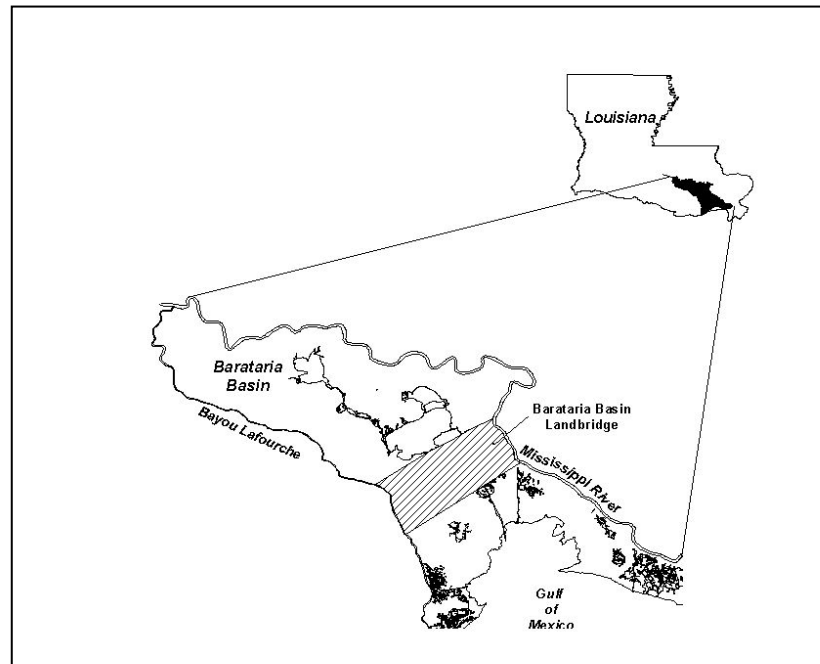 Louisiana
Barataria
Basin
Bayou Lafourche
Barataria Basin
Landbridge
Mississippi River
Gulf
of
Mexico